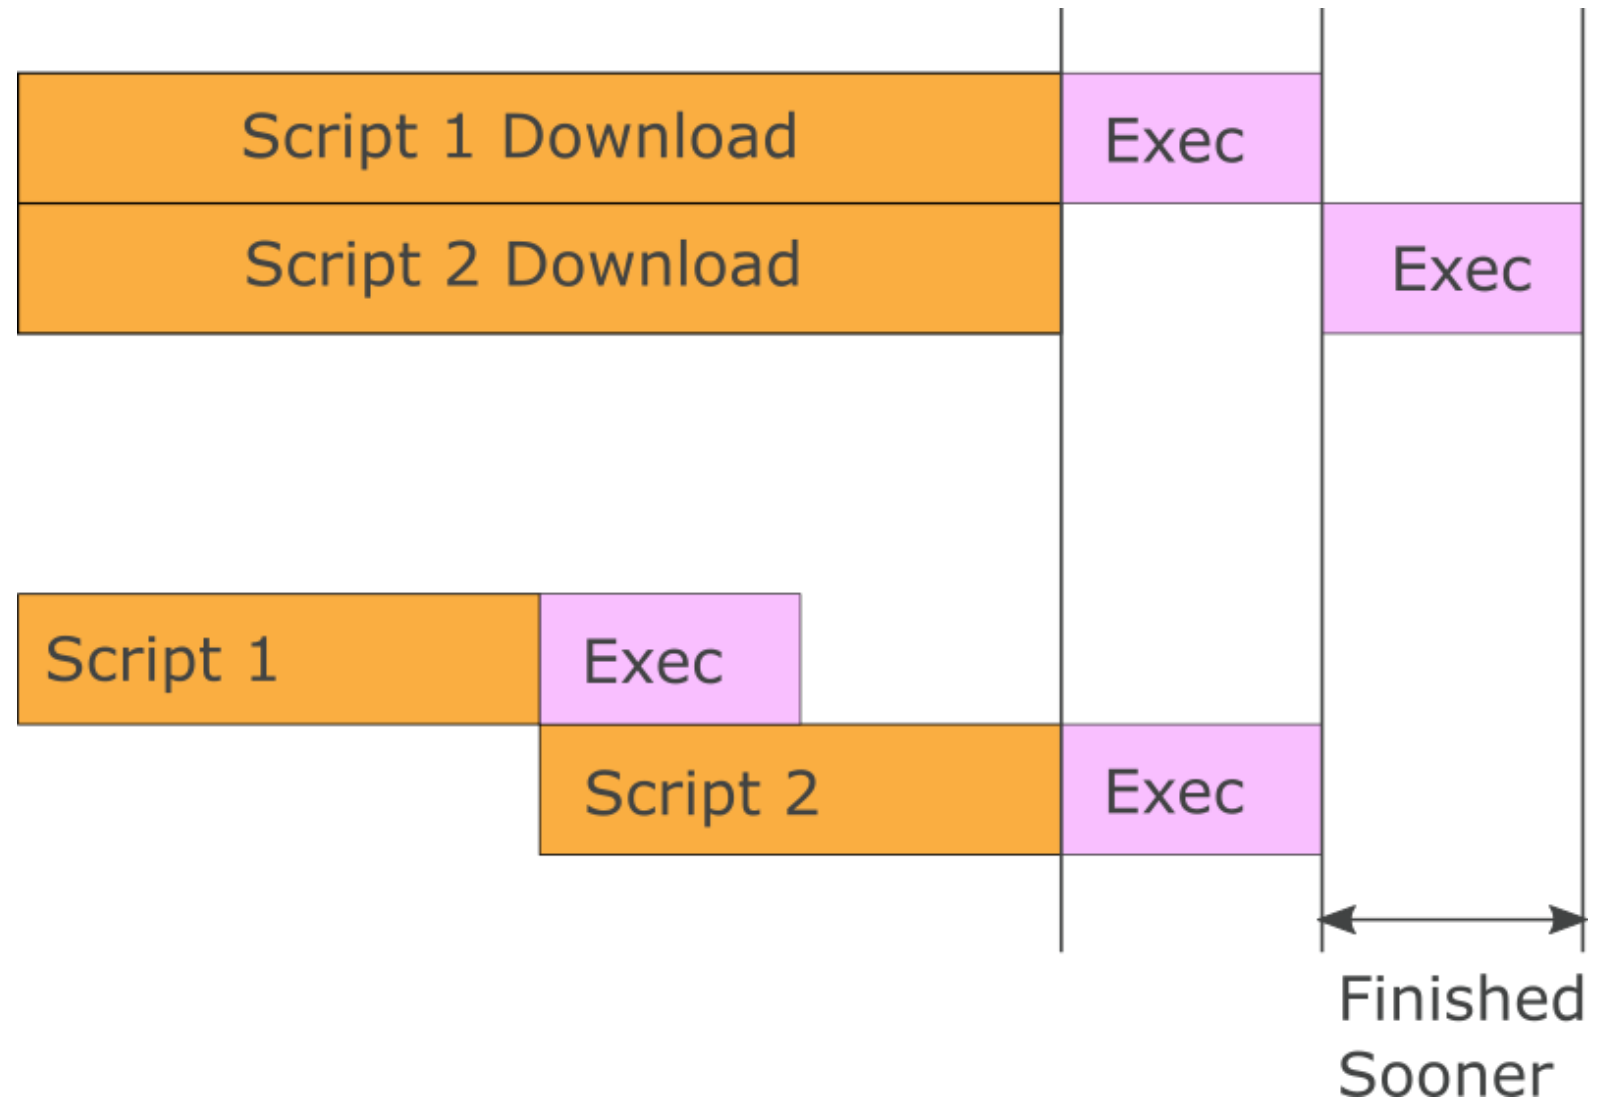 Script 1 Download
Exec
Script 2 Download
Exec
Script 1
Exec
Script 2
Exec
Finished
Sooner